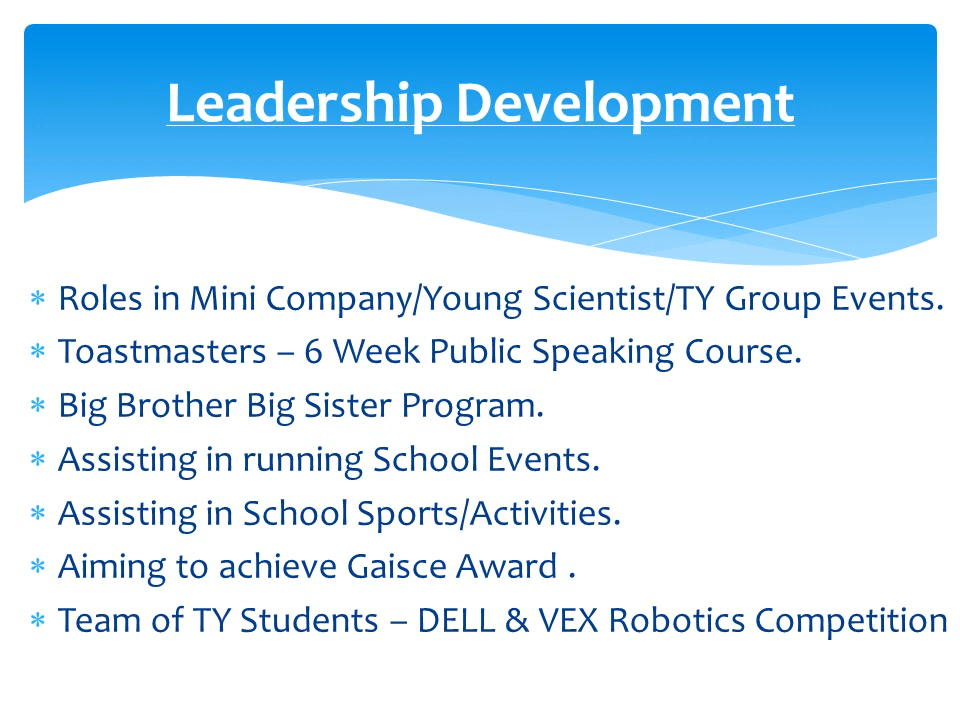 Leadership Development
* Roles in Mini Company/Young Scientist/TY Group Events.
* Toastmasters – 6 Week Public Speaking Course.
* Big Brother Big Sister Program.
* Assisting in running School Events.
* Assisting in School Sports/Activities.
* Aiming to achieve Gaisce Award .
* Team of TY Students – DELL & VEX Robotics Competition